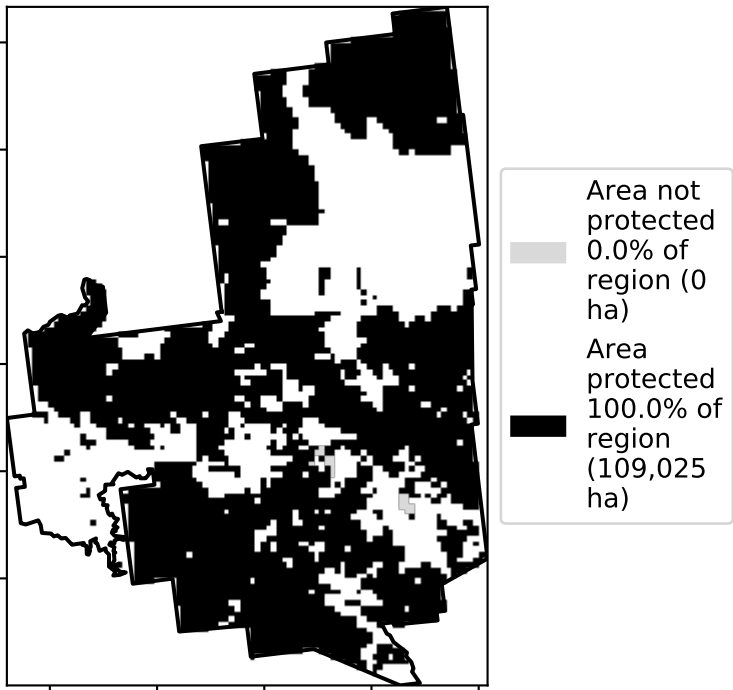 Area not
protected
0.0% of
region (0
ha)
Area
protected
100.0% of
region
(109,025
ha)